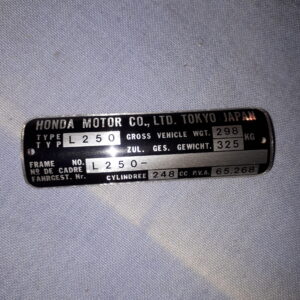 HONDA MOTOR CO., LTD. TOKYO JAPAN
TYPE
TYP L250 GROSS VEHICLE WGT. 298 KG
ZUL. GES. GEWICHT. 325
FRAME NO. L250-
Nº DE CADRE
FAHRGEST. Nr. CYLINDREE 248 CC P.V.A. 65.268